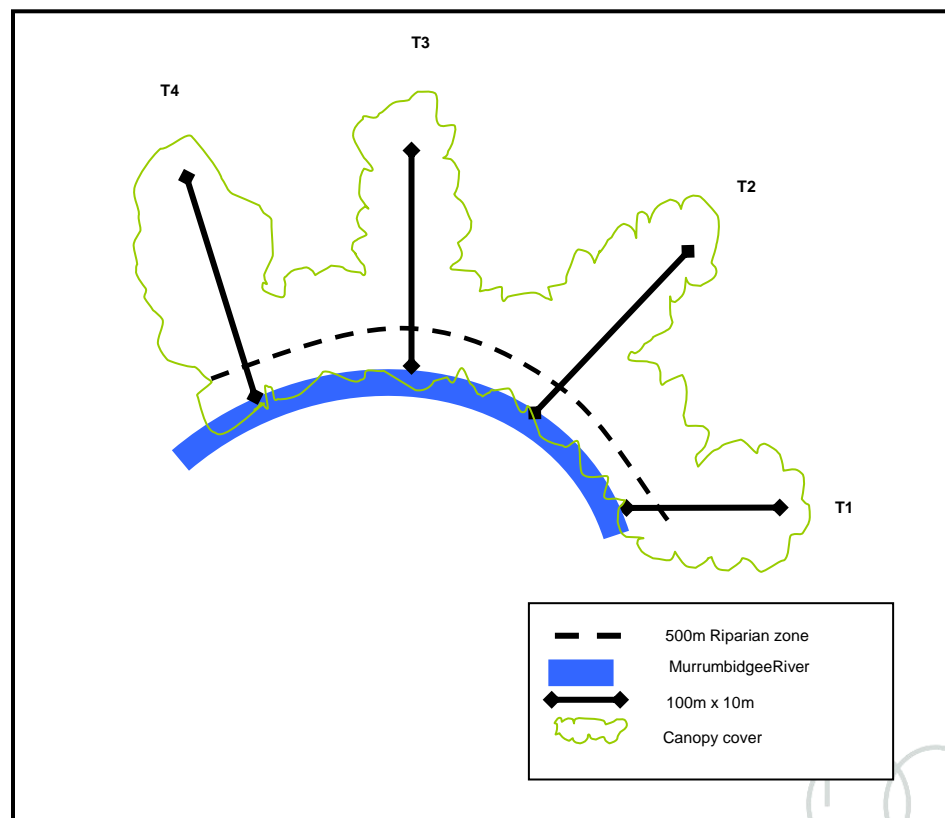 T3
T4
T2
T1
500m Riparian zone
MurrumbidgeeRiver
100m x 10m
Canopy cover